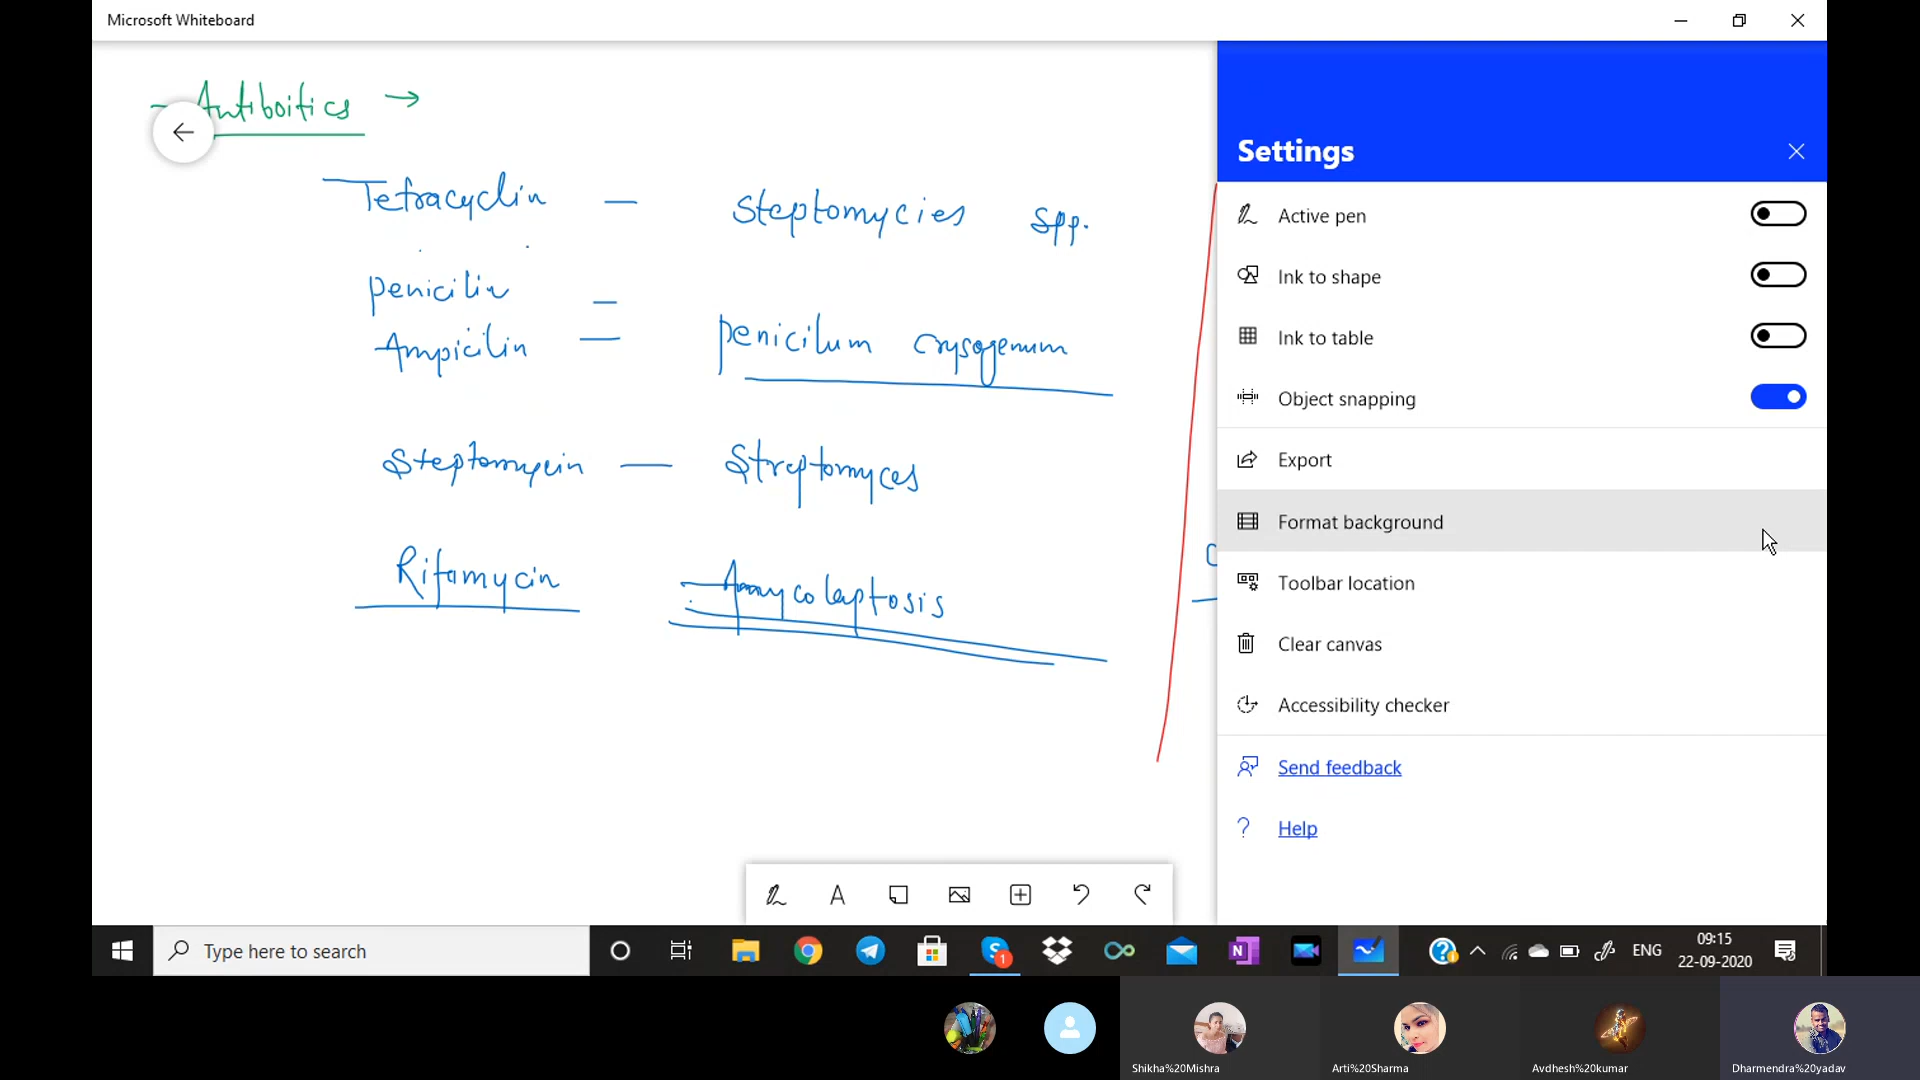 Microsoft Whiteboard
- Antiboitics →
Tetracyclin - Steptomycies Spp.
Penicilin -
Ampicilin - Penicilum Crysogenum
Steptomycin - Streptomyces
Rifamycin - Amycolaptosis
Settings
Active pen
Ink to shape
Ink to table
Object snapping
Export
Format background
Toolbar location
Clear canvas
Accessibility checker
Send feedback
Help
Type here to search
1
ENG
09:15
22-09-2020
Shikha%20Mishra
Arti%20Sharma
Avdhesh%20kumar
Dharmendra%20yadav